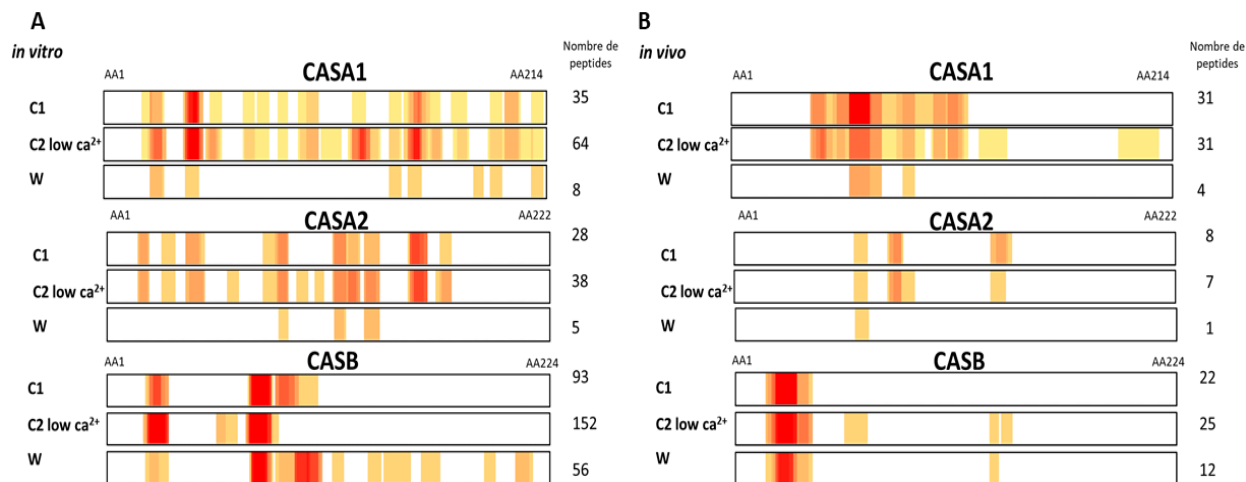 A
in vitro
Nombre de
peptides
AA1
CASA1
AA214
C1
35
C2 low ca²⁺
64
W
8
AA1
CASA2
AA222
C1
28
C2 low ca²⁺
38
W
5
AA1
CASB
AA224
C1
93
C2 low ca²⁺
152
W
56
B
in vivo
Nombre de
peptides
AA1
CASA1
AA214
C1
31
C2 low ca²⁺
31
W
4
AA1
CASA2
AA222
C1
8
C2 low ca²⁺
7
W
1
AA1
CASB
AA224
C1
22
C2 low ca²⁺
25
W
12